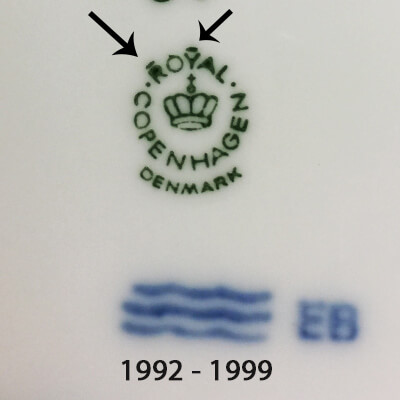 ROYAL
COPENHAGEN
DENMARK
EB
1992 - 1999